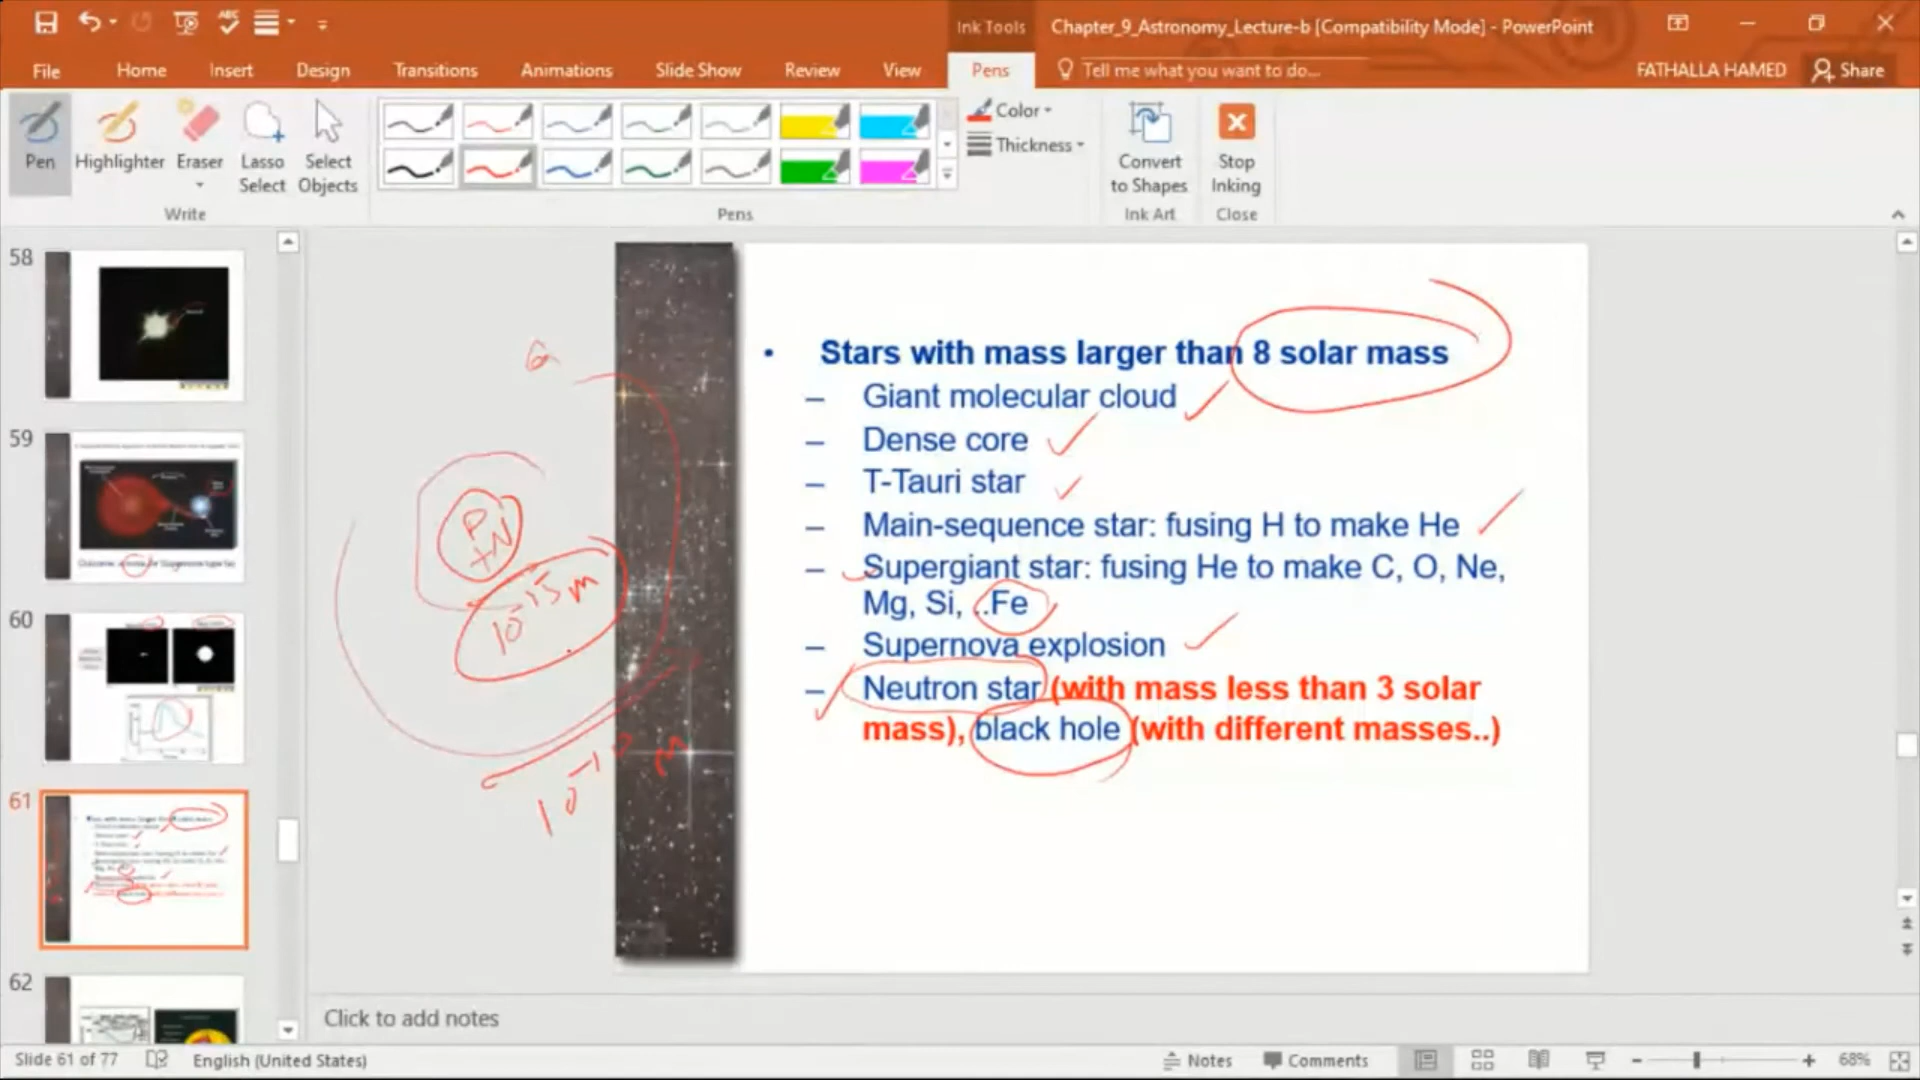 Ink Tools
Chapter_9_Astronomy_Lecture-b [Compatibility Mode] - PowerPoint
File Home Insert Design Transitions Animations Slide Show Review View Pens Tell me what you want to do... FATHALLA HAMED Share
Pen
Highlighter
Eraser
Lasso Select
Select Objects
Color
Thickness
Convert to Shapes
Stop Inking
Write
Pens
Ink Art
Close
58
59
60
61
62
• Stars with mass larger than 8 solar mass
– Giant molecular cloud
– Dense core
– T-Tauri star
– Main-sequence star: fusing H to make He
– Supergiant star: fusing He to make C, O, Ne,
Mg, Si, ..Fe
– Supernova explosion
– Neutron star (with mass less than 3 solar
mass), black hole (with different masses..)
P
+N
10-15 m
10-10 m
Click to add notes
Slide 61 of 77 English (United States) Notes Comments 68%